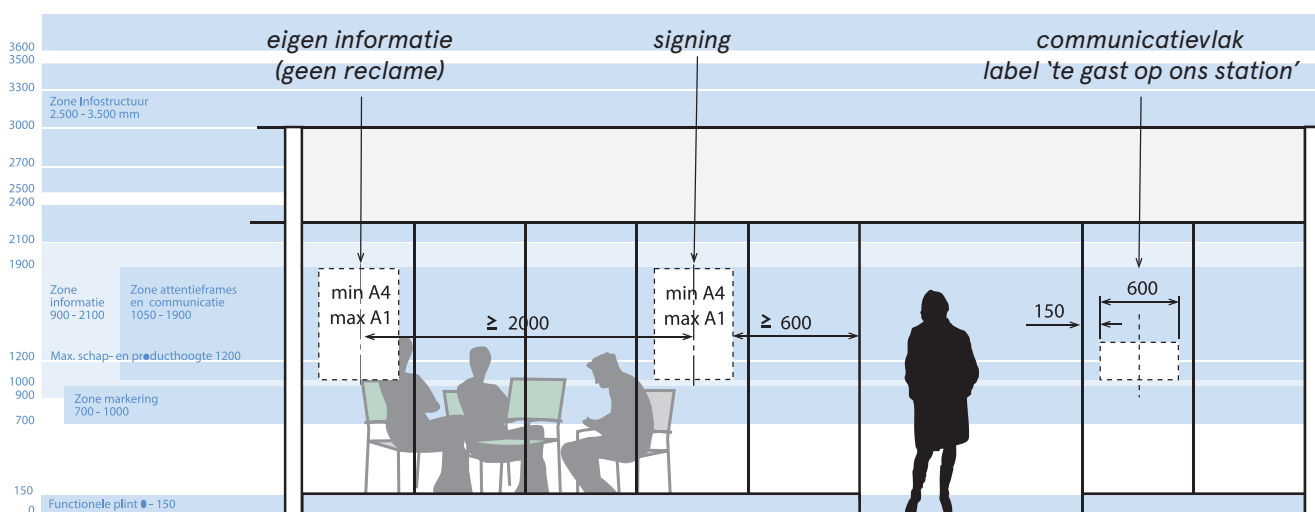 eigen informatie
(geen reclame)
signing
communicatievlak
label ‘te gast op ons station’
3600
3500
3300
3000
2700
2500
2400
2100
1900
1200
1000
900
700
150
0
Zone Infostructuur
2.500 - 3.500 mm
Zone
informatie
900 - 2100
Zone attentieframes
en communicatie
1050 - 1900
Max. schap- en producthoogte 1200
Zone markering
700 - 1000
Functionele plint 0 - 150
min A4
max A1
≥ 2000
min A4
max A1
≥ 600
150
600